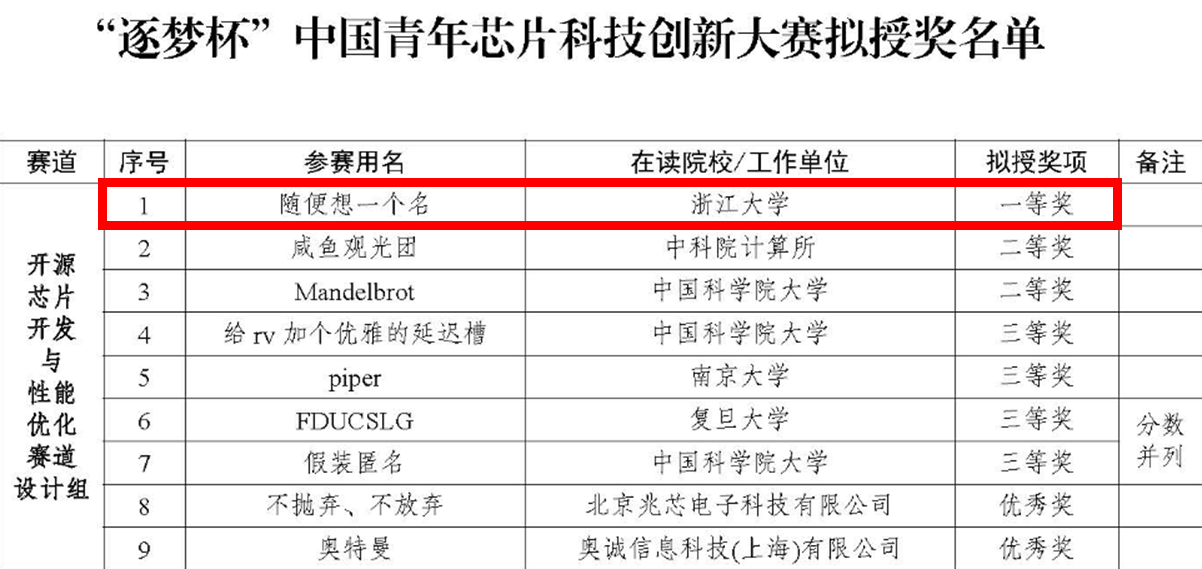 “逐梦杯”中国青年芯片科技创新大赛拟授奖名单
赛道 序号 参赛用名 在读院校/工作单位 拟授奖项 备注
开源
芯片
开发
与
性能
优化
赛道
设计组
1 随便想一个名 浙江大学 一等奖
2 咸鱼观光团 中科院计算所 二等奖
3 Mandelbrot 中国科学院大学 二等奖
4 给 rv 加个优雅的延迟槽 中国科学院大学 三等奖
5 piper 南京大学 三等奖
6 FDUCSLG 复旦大学 三等奖
7 假装匿名 中国科学院大学 三等奖
分数
并列
8 不抛弃、不放弃 北京兆芯电子科技有限公司 优秀奖
9 奥特曼 奥诚信息科技(上海)有限公司 优秀奖